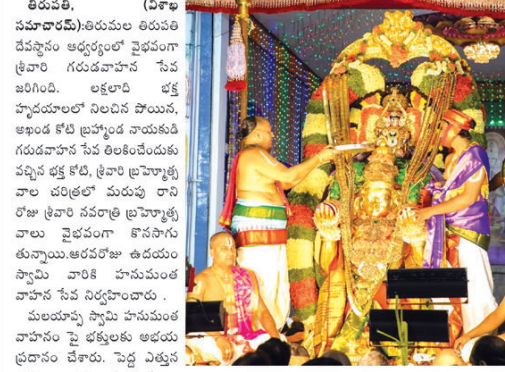 తిరుపతి, (విశాఖ
సమాచారమ్):తిరుమల తిరుపతి
దేవస్థానం ఆధ్వర్యంలో వైభవంగా
శ్రీవారి గరుడవాహన సేవ
జరిగింది. లక్షలాది భక్త
హృదయాలలో నిలచిన పోయిన,
అఖండ కోటి బ్రహ్మాండ నాయకుడి
గరుడవాహన సేవ తిలకించేందుకు
వచ్చిన భక్త కోటి, శ్రీవారి బ్రహ్మోత్స
వాల చరిత్రలో మరుపు రాని
రోజు శ్రీవారి నవరాత్రి బ్రహ్మోత్స
వాలు వైభవంగా కొనసాగు
తున్నాయి.ఆరవరోజు ఉదయం
స్వామి వారికి హనుమంత
వాహన సేవ నిర్వహించారు .
మలయాప్ప స్వామి హనుమంత
వాహనం పై భక్తులకు అభయ
ప్రదానం చేశారు. పెద్ద ఎత్తున